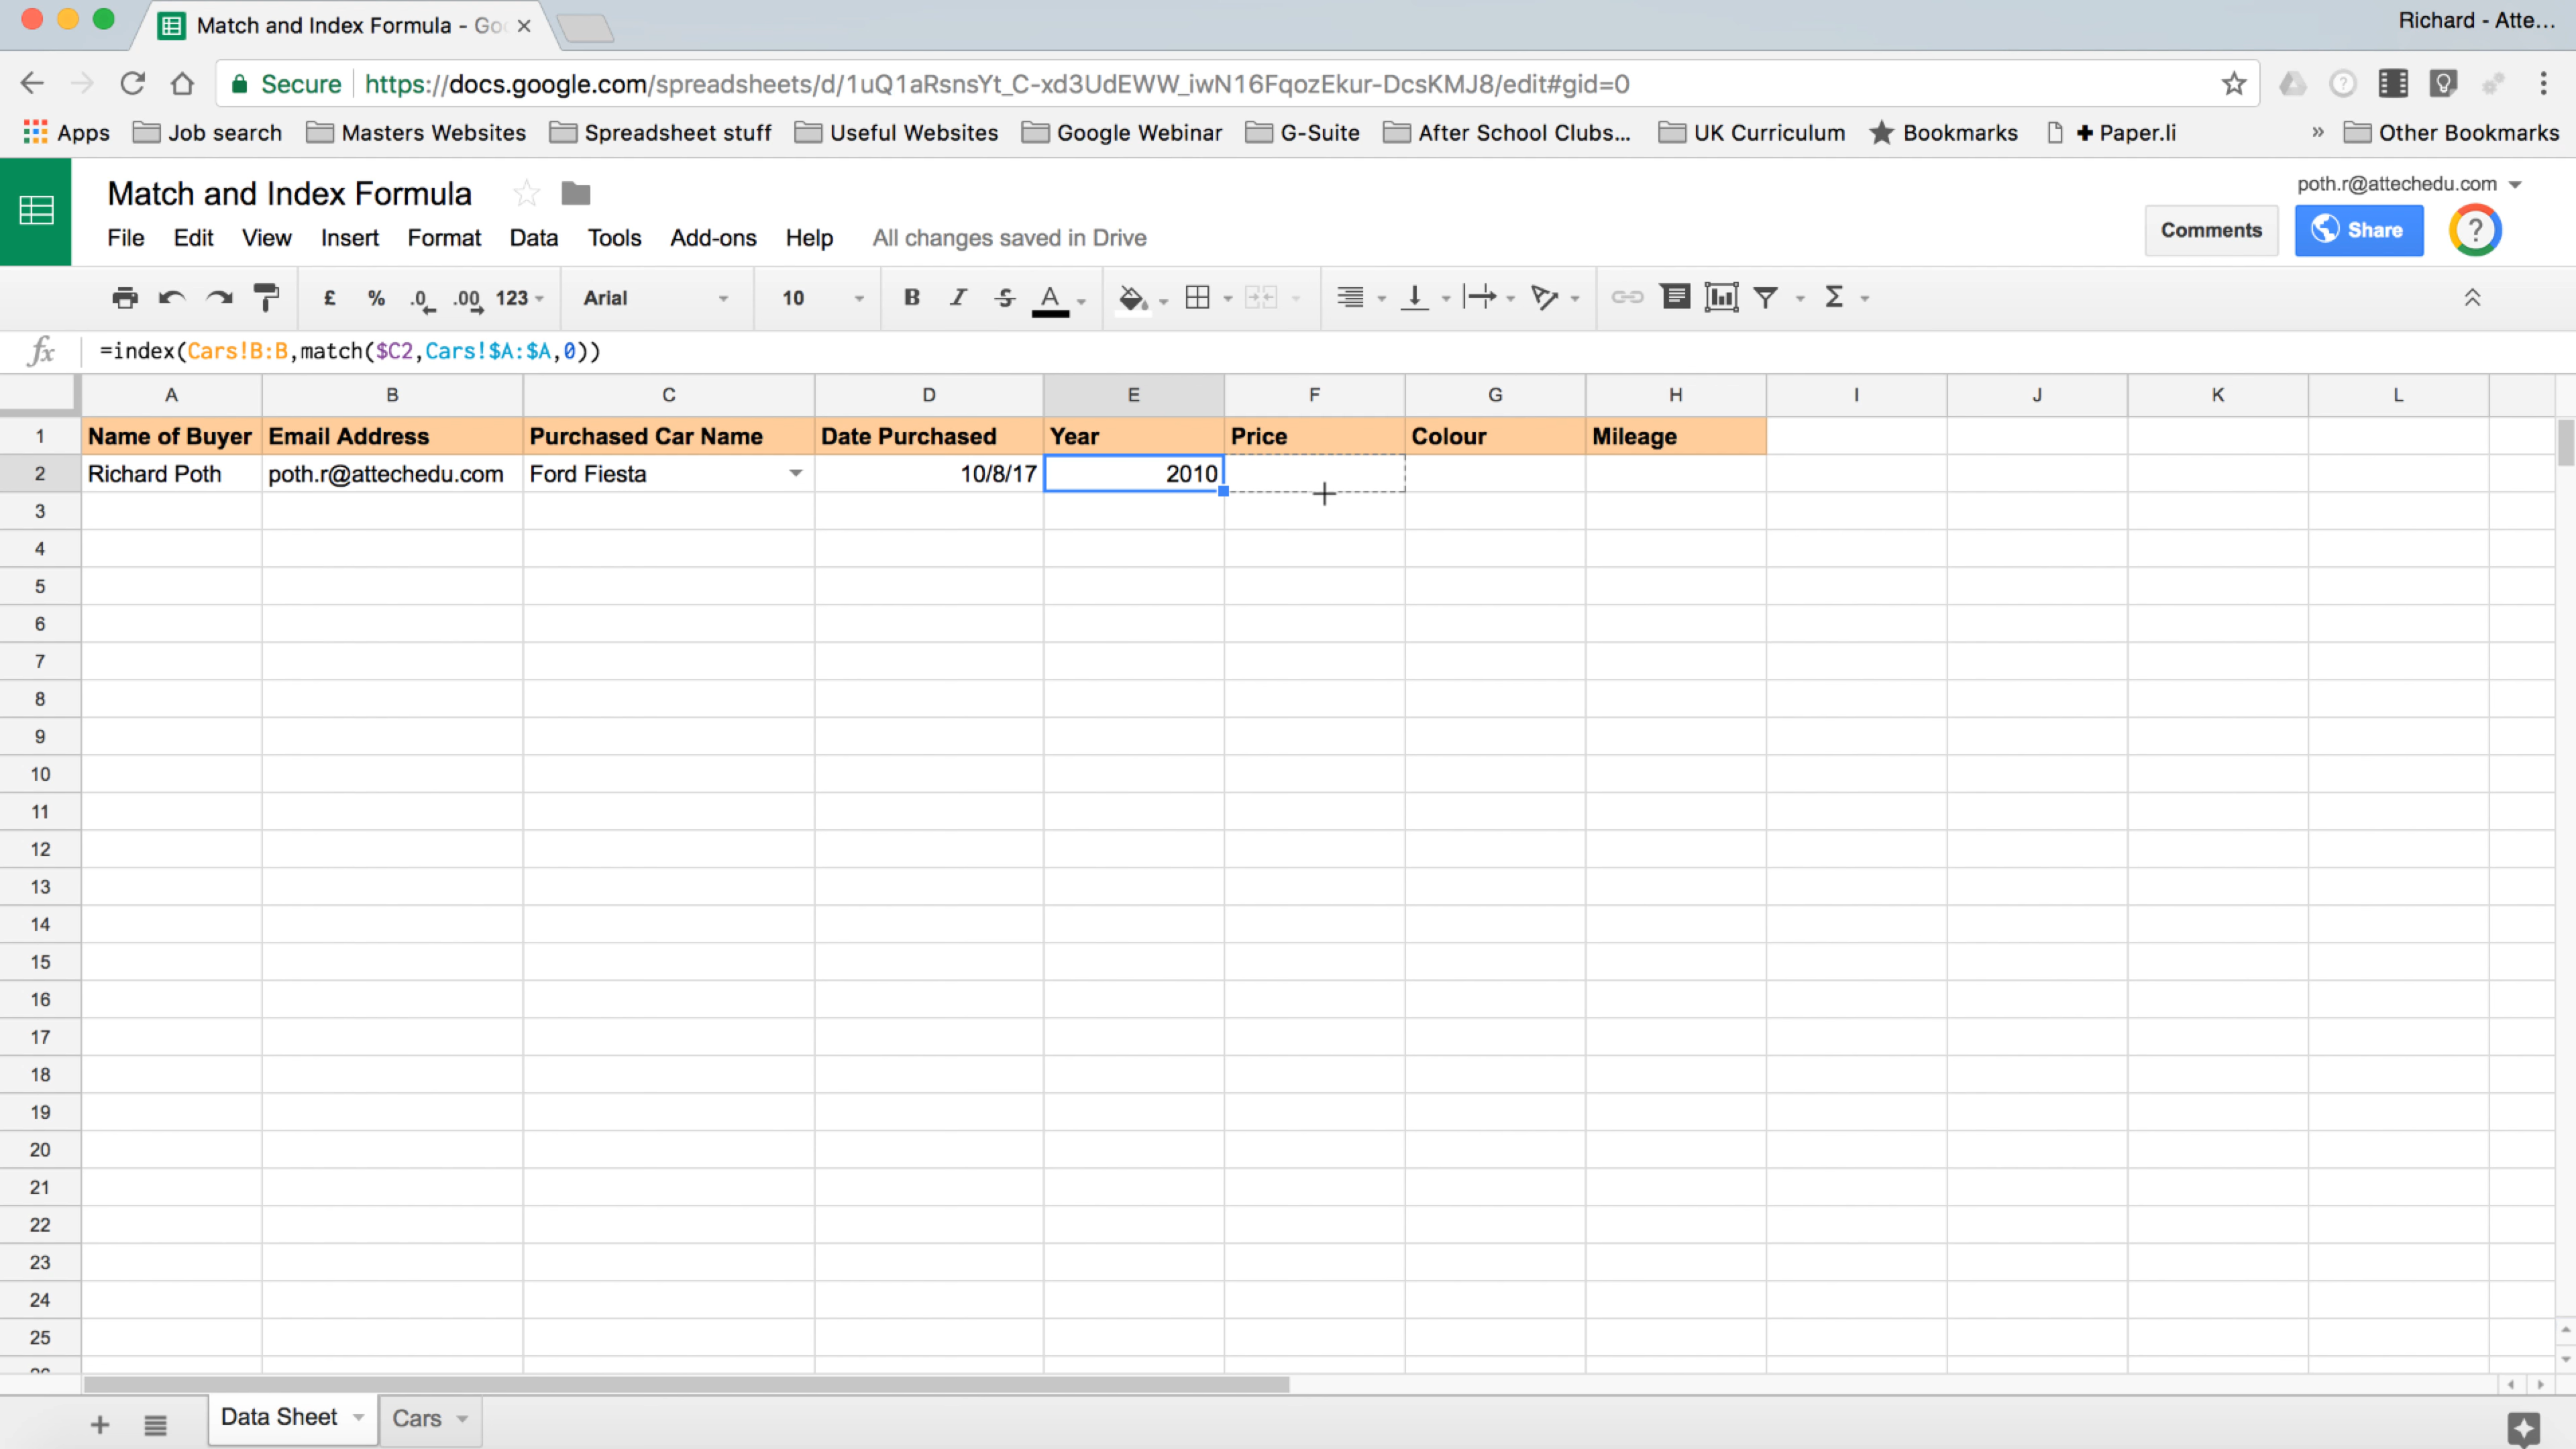 Match and Index Formula - Goo
Richard - Atte...
Secure https://docs.google.com/spreadsheets/d/1uQ1aRsnsYt_C-xd3UdEWW_iwN16FqozEkur-DcsKMJ8/edit#gid=0
Apps Job search Masters Websites Spreadsheet stuff Useful Websites Google Webinar G-Suite After School Clubs... UK Curriculum Bookmarks Paper.li » Other Bookmarks
Match and Index Formula
poth.r@attechedu.com
File Edit View Insert Format Data Tools Add-ons Help All changes saved in Drive
Comments Share ?
£ % .0 .00 123 Arial 10 B I S A Σ
fx =index(Cars!B:B,match($C2,Cars!$A:$A,0))
A B C D E F G H I J K L
1 Name of Buyer Email Address Purchased Car Name Date Purchased Year Price Colour Mileage
2 Richard Poth poth.r@attechedu.com Ford Fiesta 10/8/17 2010
3
4
5
6
7
8
9
10
11
12
13
14
15
16
17
18
19
20
21
22
23
24
25
26
Data Sheet Cars